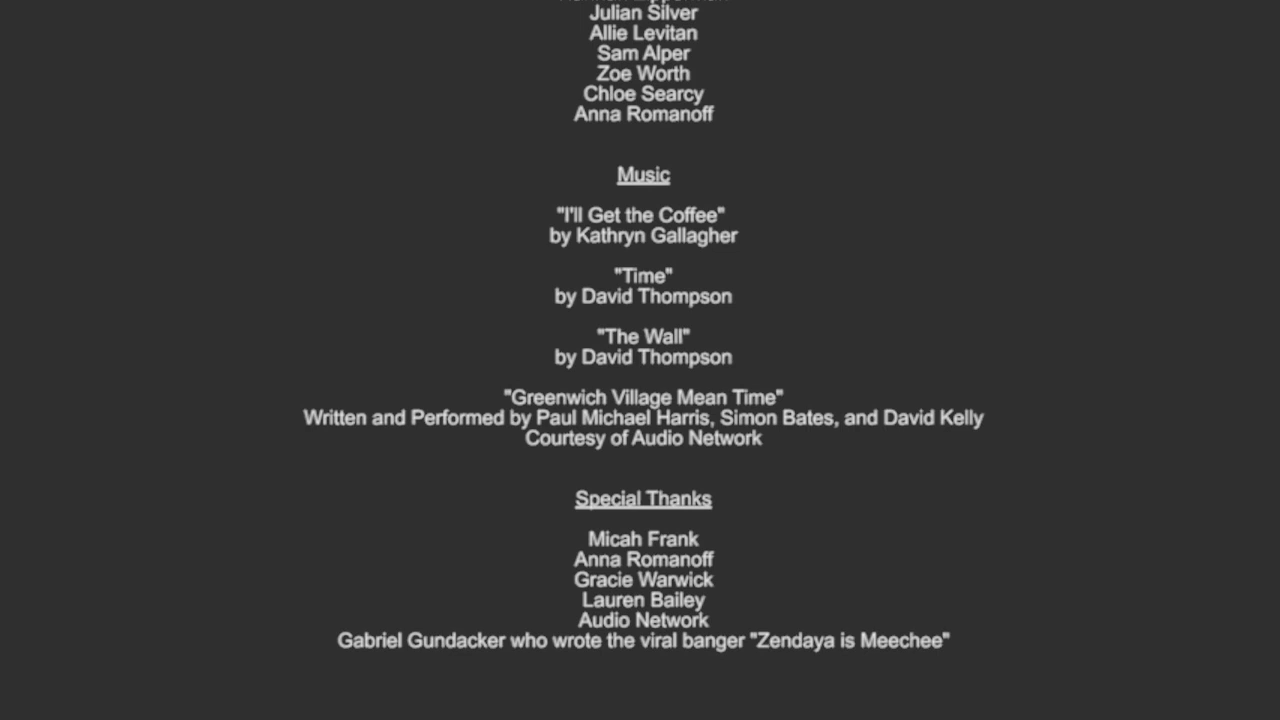 Julian Silver
Allie Levitan
Sam Alper
Zoe Worth
Chloe Searcy
Anna Romanoff
Music
"I'll Get the Coffee"
by Kathryn Gallagher
"Time"
by David Thompson
"The Wall"
by David Thompson
"Greenwich Village Mean Time"
Written and Performed by Paul Michael Harris, Simon Bates, and David Kelly
Courtesy of Audio Network
Special Thanks
Micah Frank
Anna Romanoff
Gracie Warwick
Lauren Bailey
Audio Network
Gabriel Gundacker who wrote the viral banger "Zendaya is Meechee"